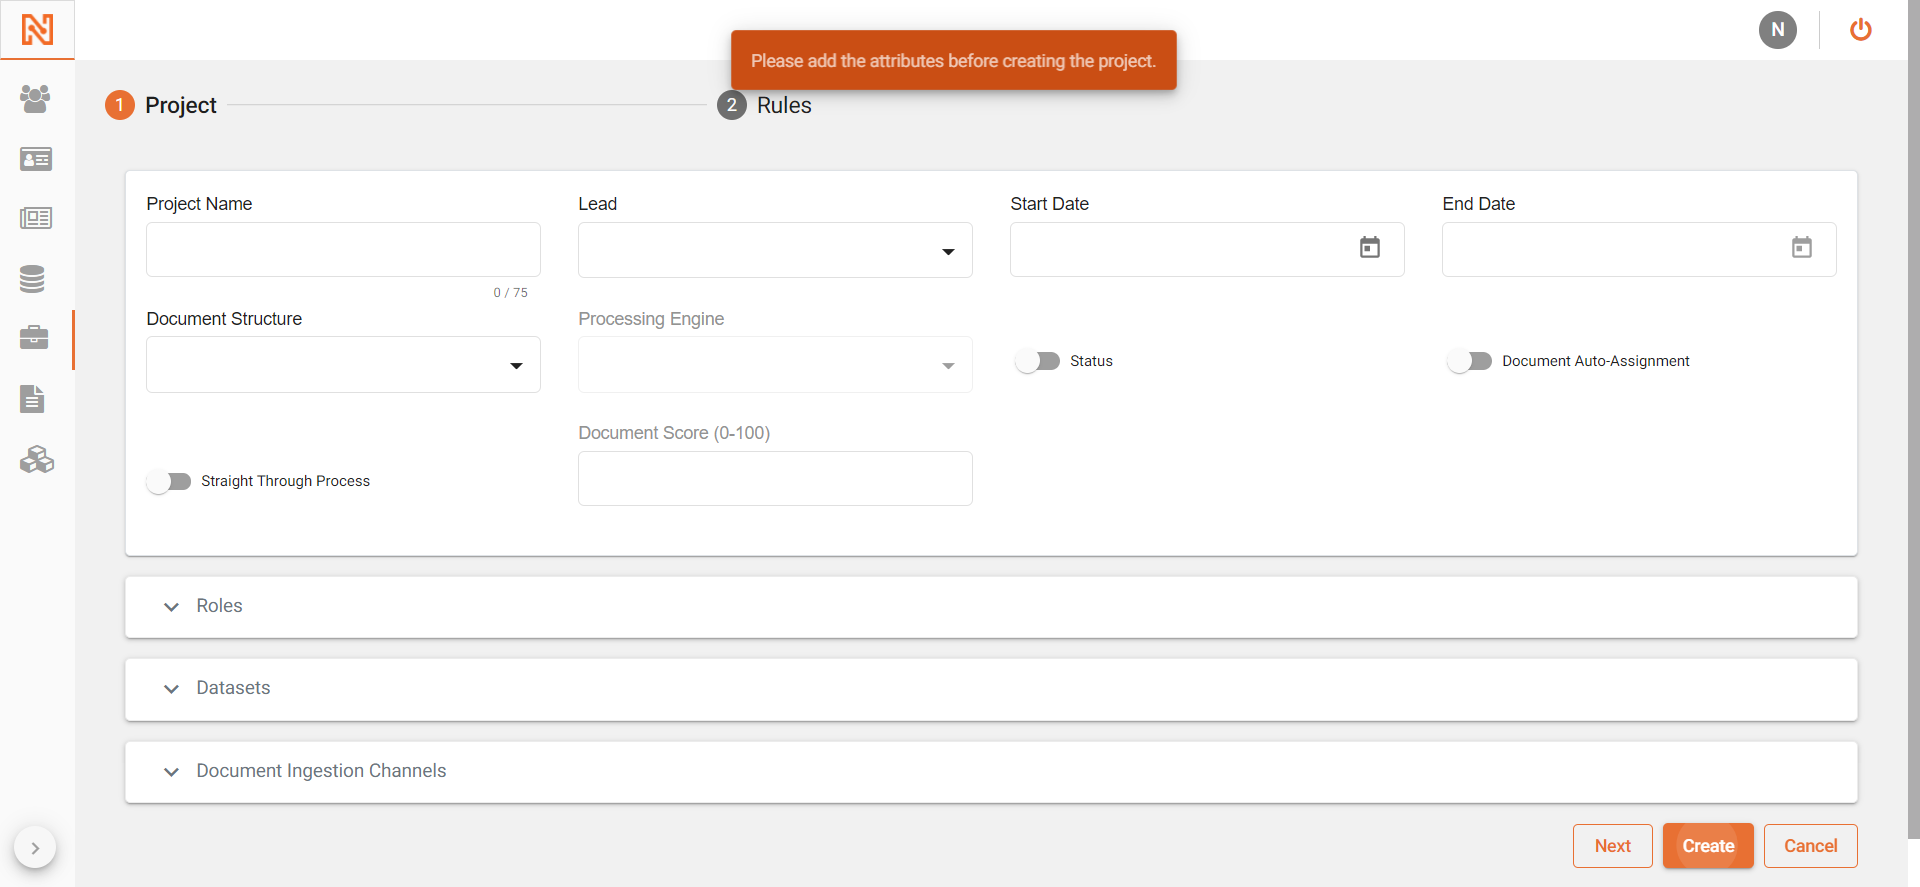 N
Please add the attributes before creating the project.
1 Project
2 Rules
Project Name
Lead
Start Date
End Date
0 / 75
Document Structure
Processing Engine
Status
Document Auto-Assignment
Document Score (0-100)
Straight Through Process
Roles
Datasets
Document Ingestion Channels
Next
Create
Cancel